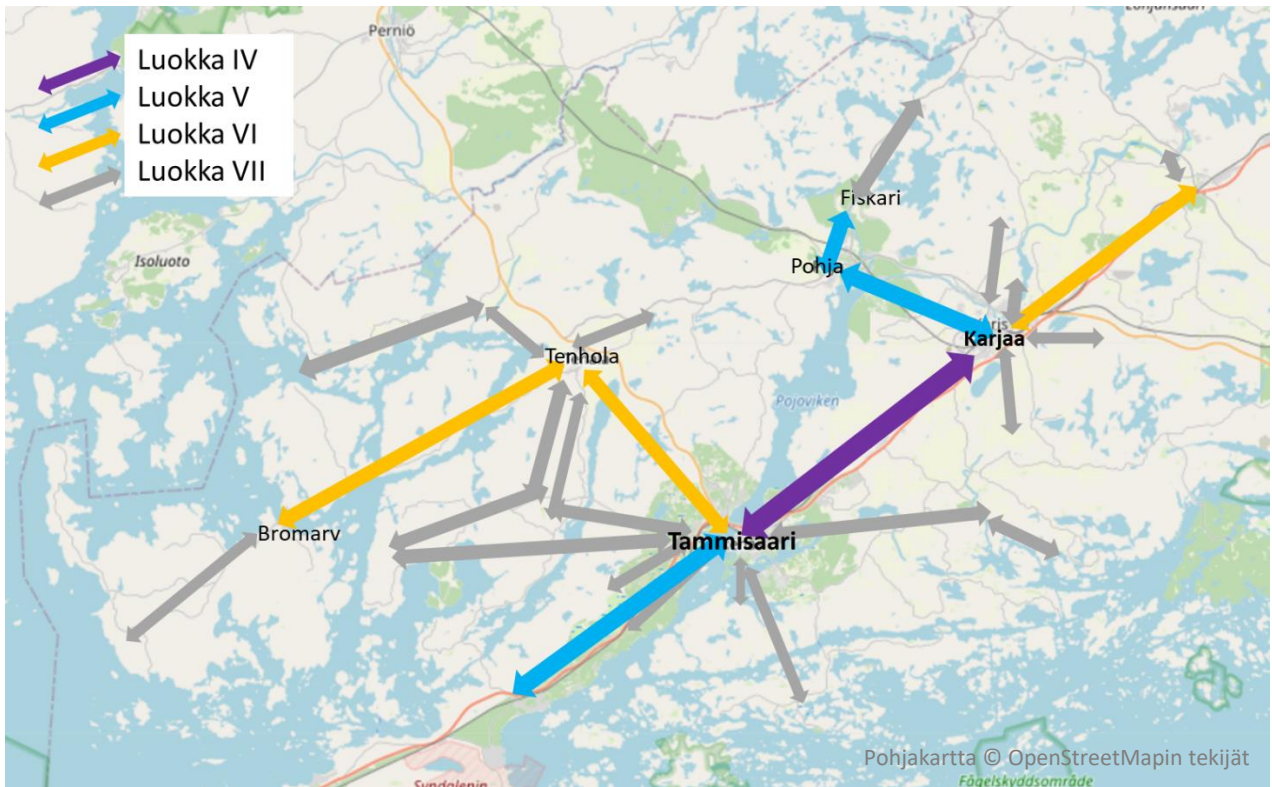 Perniö
Luokka IV
Luokka V
Luokka VI
Luokka VII
Fiskari
Isoluoto
Pohja
Karjaa
Tenhola
Pojoviken
Bromarv
Tammisaari
Pohjakartta © OpenStreetMapin tekijät
Fågelskyddsområde